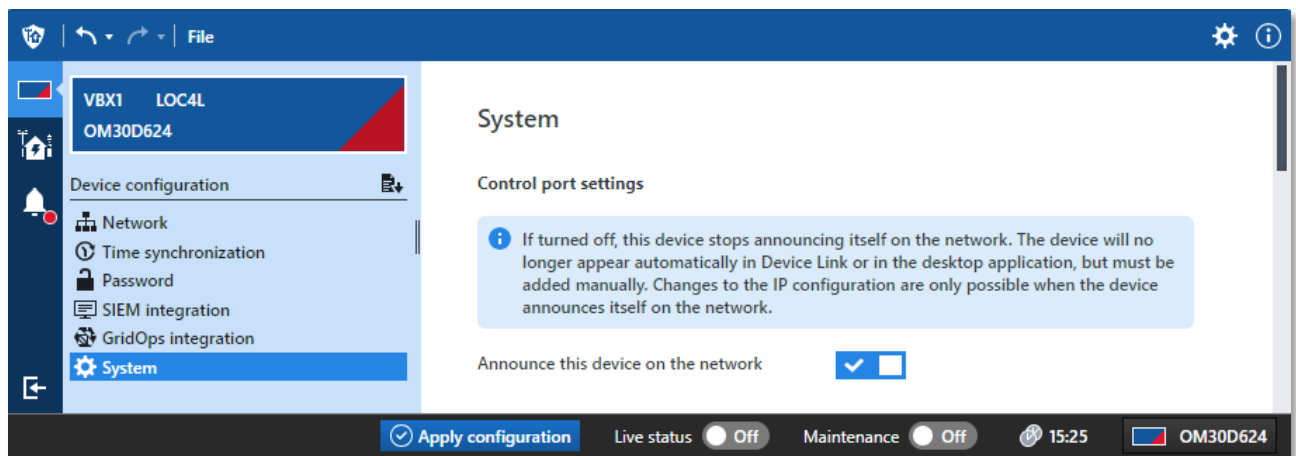 File
VBX1 LOC4L
OM30D624
Device configuration
Network
Time synchronization
Password
SIEM integration
GridOps integration
System
System
Control port settings
If turned off, this device stops announcing itself on the network. The device will no
longer appear automatically in Device Link or in the desktop application, but must be
added manually. Changes to the IP configuration are only possible when the device
announces itself on the network.
Announce this device on the network
Apply configuration Live status Off Maintenance Off 15:25 OM30D624